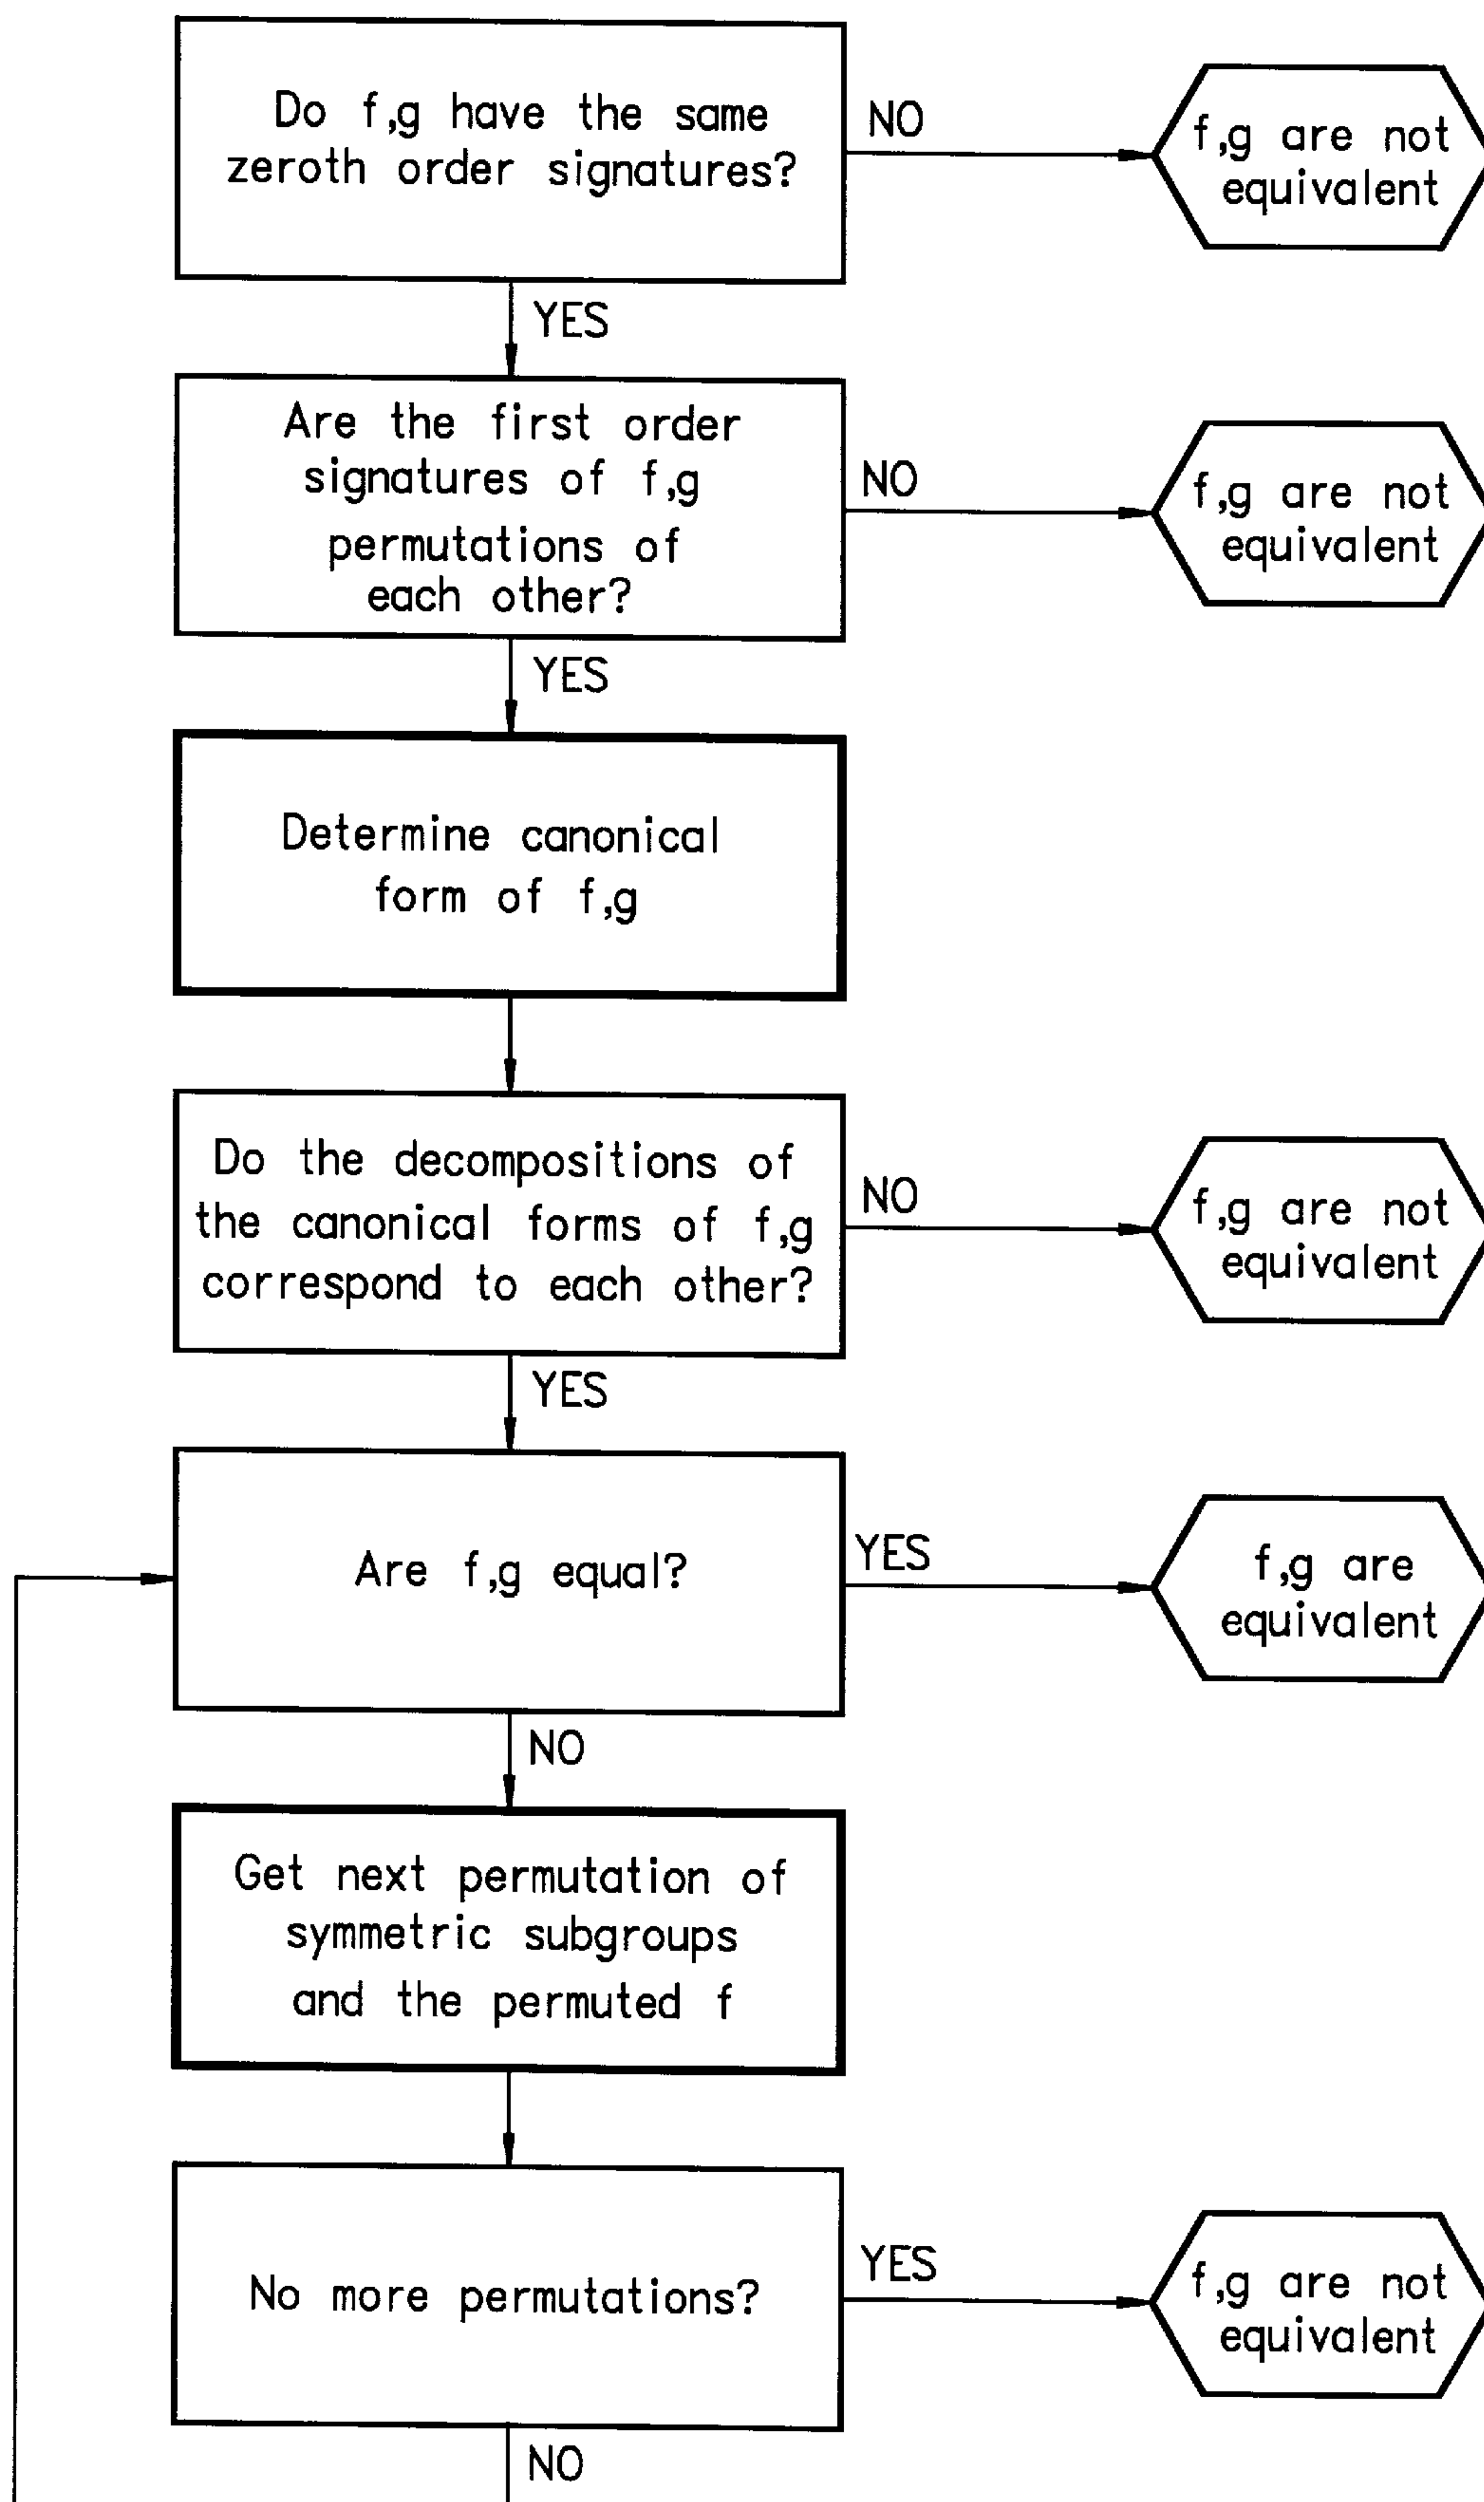 Do f,g have the same
zeroth order signatures?
NO
f,g are not
equivalent
YES
Are the first order
signatures of f,g
permutations of
each other?
NO
f,g are not
equivalent
YES
Determine canonical
form of f,g
Do the decompositions of
the canonical forms of f,g
correspond to each other?
NO
f,g are not
equivalent
YES
Are f,g equal?
YES
f,g are
equivalent
NO
Get next permutation of
symmetric subgroups
and the permuted f
No more permutations?
YES
f,g are not
equivalent
NO